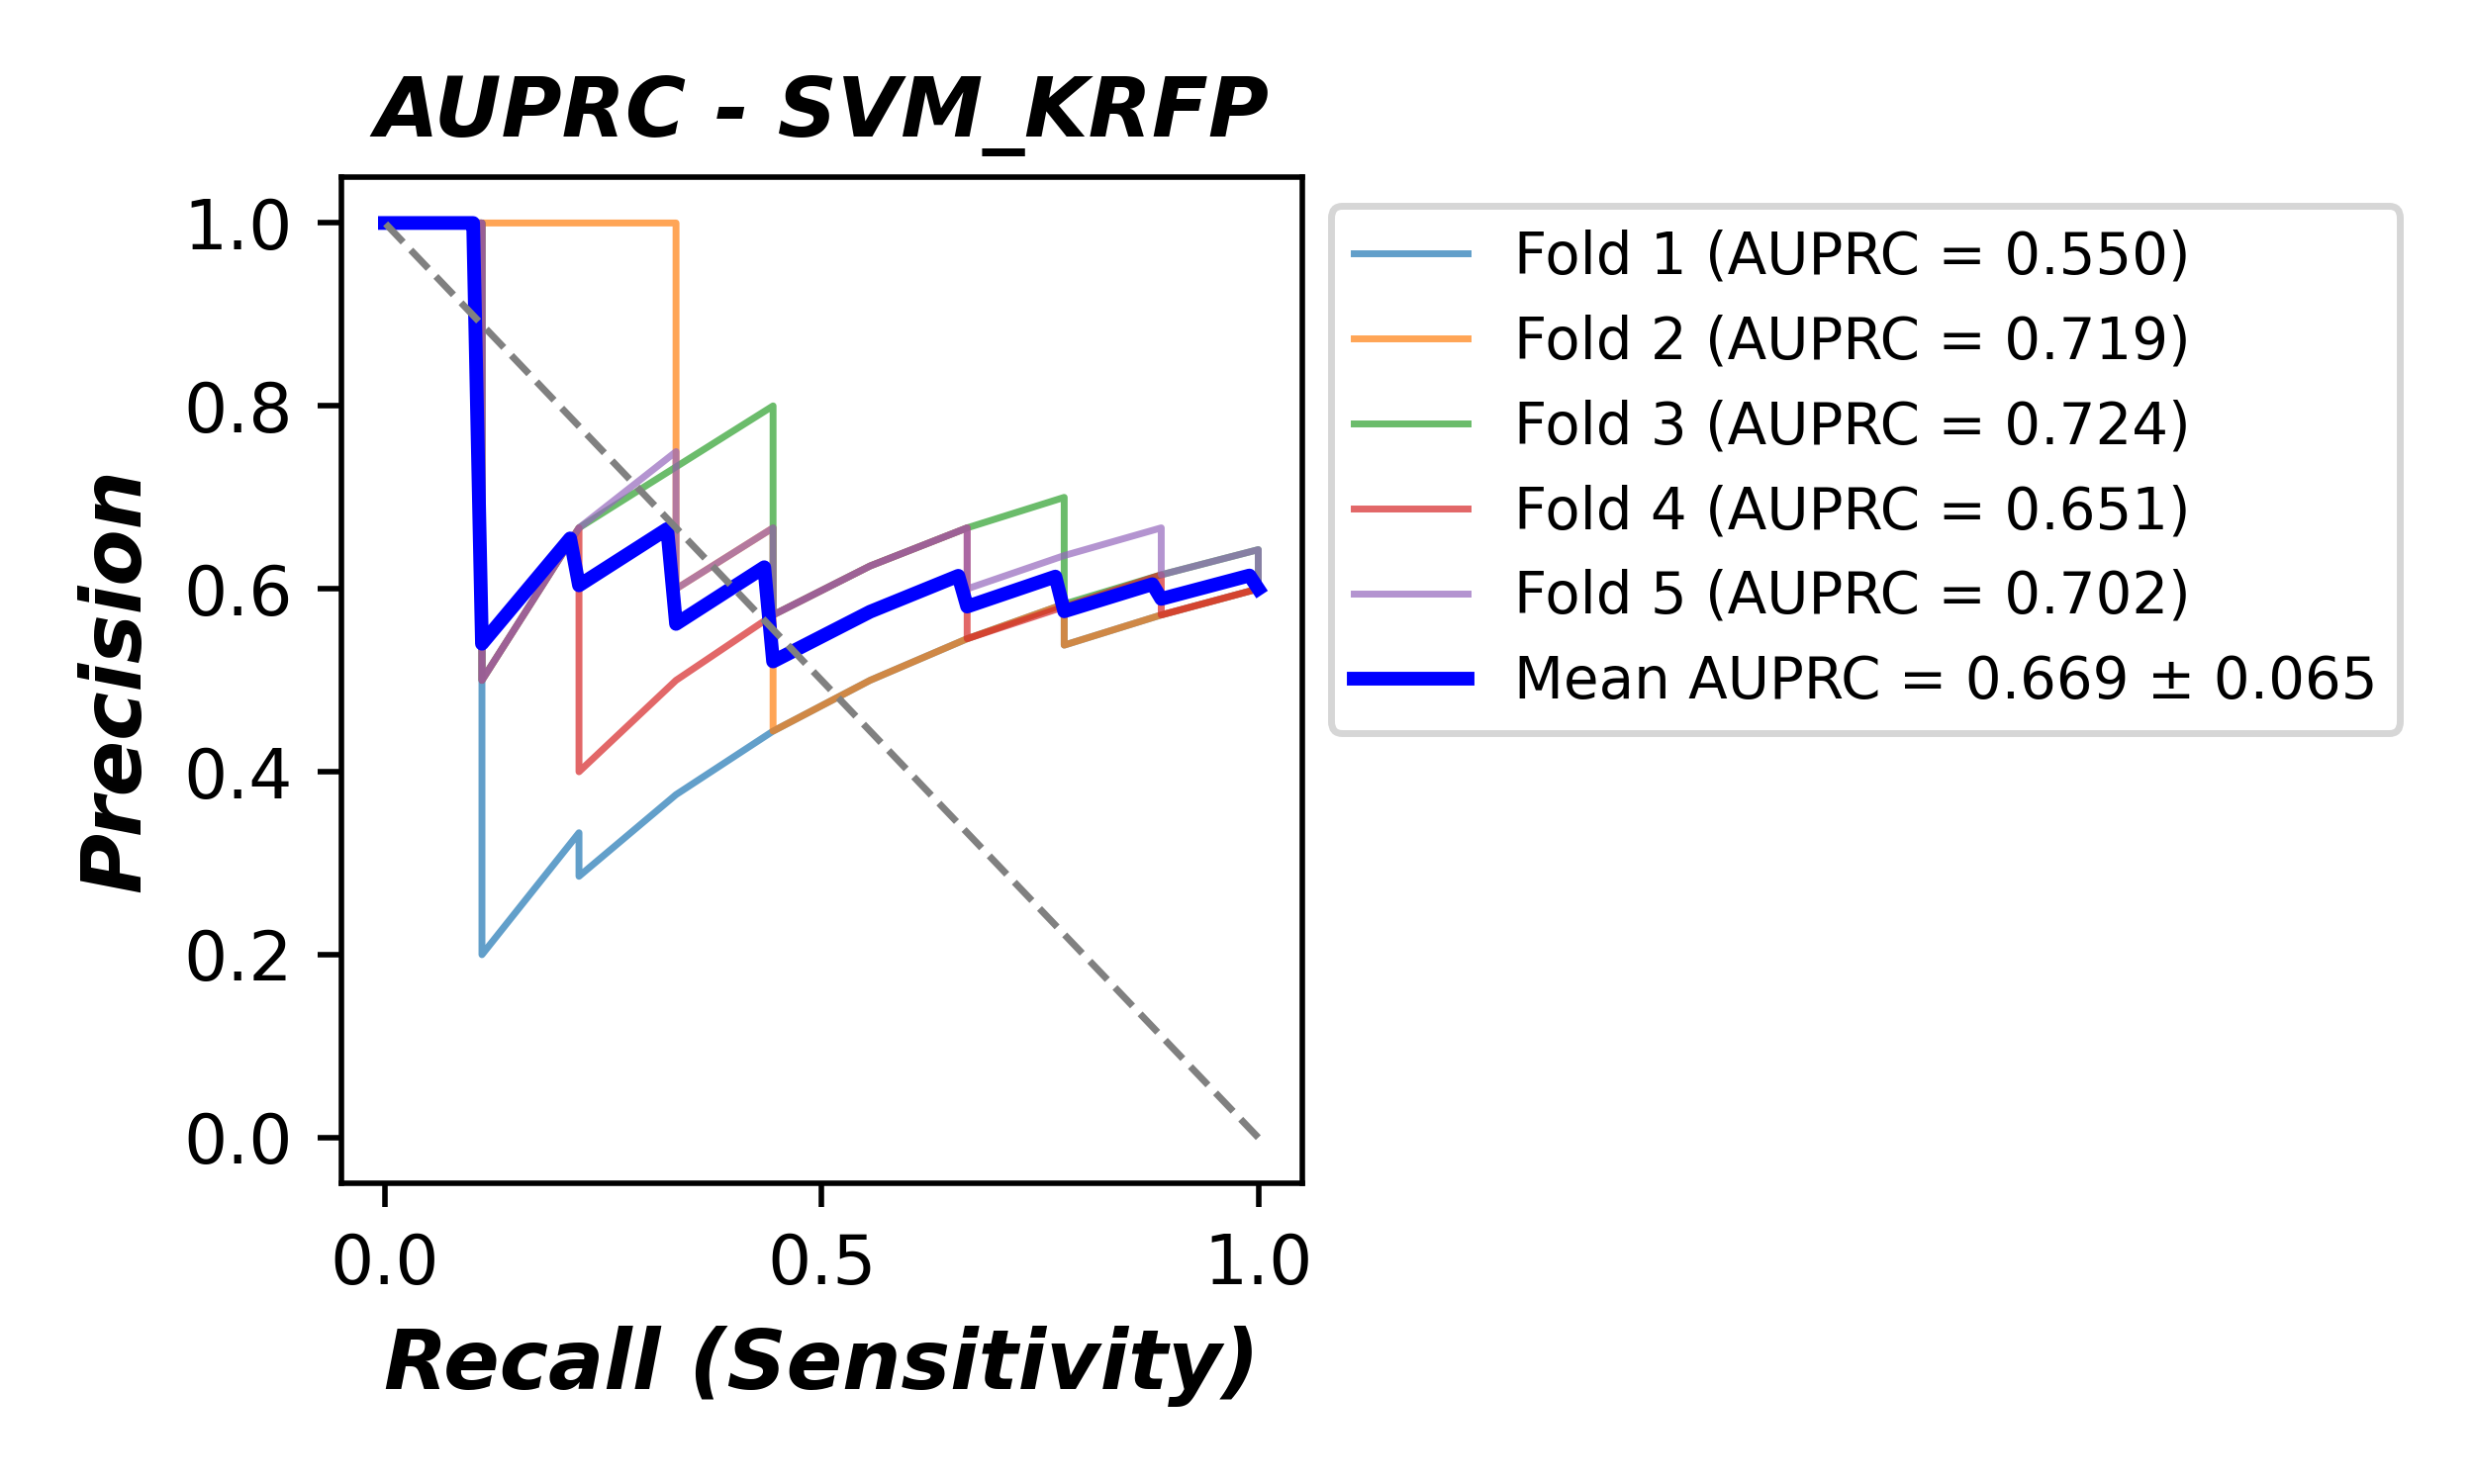 AUPRC - SVM_KRFP
Precision
1.0
0.8
0.6
0.4
0.2
0.0
0.0 0.5 1.0
Recall (Sensitivity)
Fold 1 (AUPRC = 0.550)
Fold 2 (AUPRC = 0.719)
Fold 3 (AUPRC = 0.724)
Fold 4 (AUPRC = 0.651)
Fold 5 (AUPRC = 0.702)
Mean AUPRC = 0.669 ± 0.065